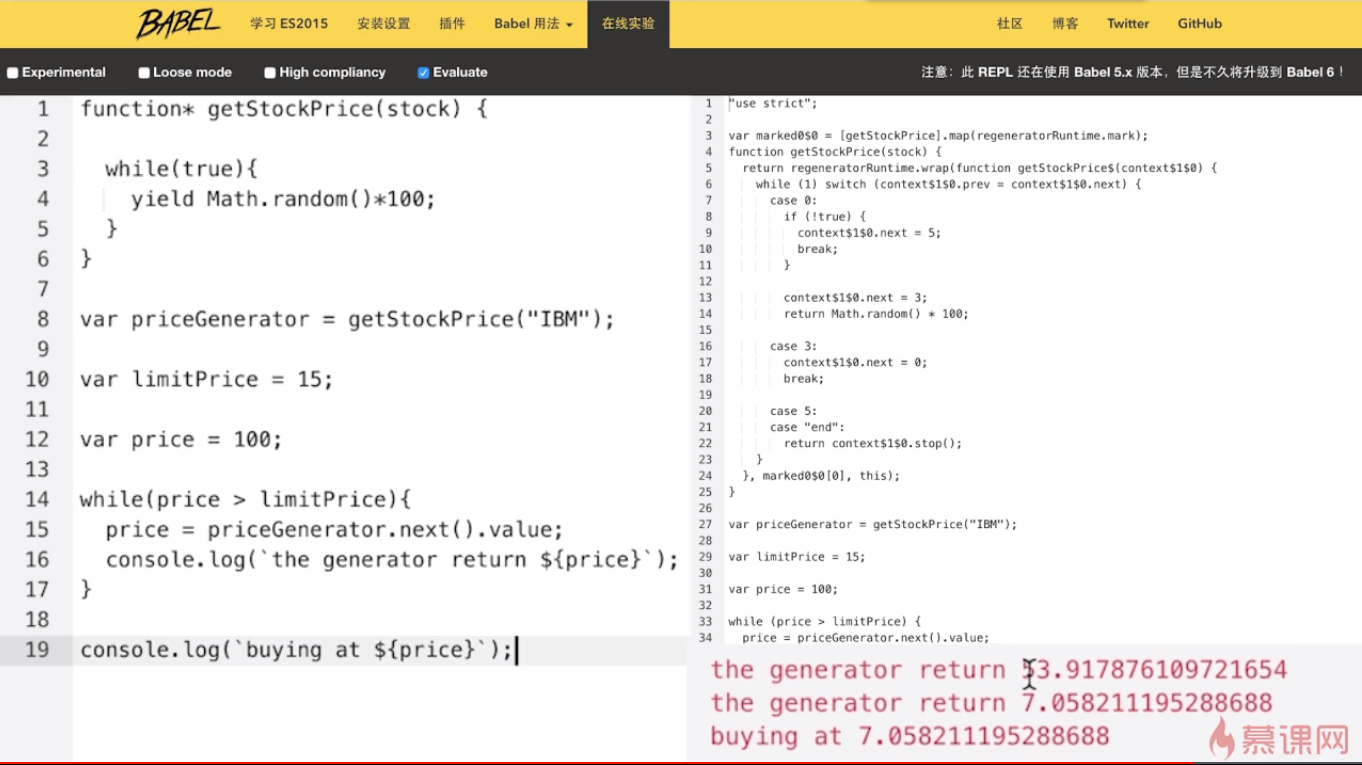 BABEL 学习 ES2015 安装设置 插件 Babel 用法 在线实验 社区 博客 Twitter GitHub
Experimental Loose mode High compliancy Evaluate 注意：此 REPL 还在使用 Babel 5.x 版本，但是不久将升级到 Babel 6！
1 function* getStockPrice(stock) {
2
3 while(true){
4 yield Math.random()*100;
5 }
6 }
7
8 var priceGenerator = getStockPrice("IBM");
9
10 var limitPrice = 15;
11
12 var price = 100;
13
14 while(price > limitPrice){
15 price = priceGenerator.next().value;
16 console.log(`the generator return ${price}`);
17 }
18
19 console.log(`buying at ${price}`);
1 "use strict";
2
3 var marked0$0 = [getStockPrice].map(regeneratorRuntime.mark);
4 function getStockPrice(stock) {
5 return regeneratorRuntime.wrap(function getStockPrice$(context$1$0) {
6 while (1) switch (context$1$0.prev = context$1$0.next) {
7 case 0:
8 if (!true) {
9 context$1$0.next = 5;
10 break;
11 }
12
13 context$1$0.next = 3;
14 return Math.random() * 100;
15
16 case 3:
17 context$1$0.next = 0;
18 break;
19
20 case 5:
21 case "end":
22 return context$1$0.stop();
23 }
24 }, marked0$0[0], this);
25 }
26
27 var priceGenerator = getStockPrice("IBM");
28
29 var limitPrice = 15;
30
31 var price = 100;
32
33 while (price > limitPrice) {
34 price = priceGenerator.next().value;
the generator return 53.917876109721654
the generator return 7.058211195288688
buying at 7.058211195288688
慕课网